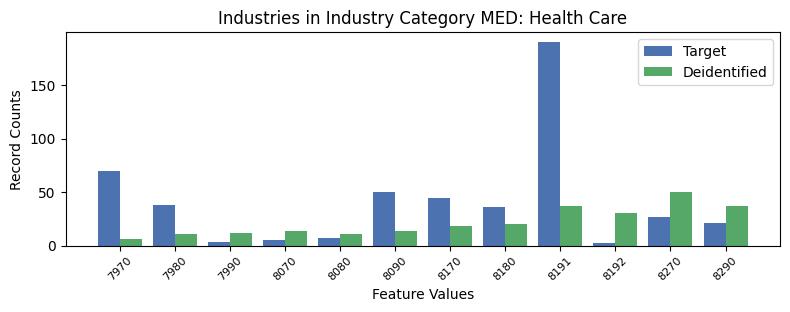 Industries in Industry Category MED: Health Care
Target
Deidentified
Record Counts
150
100
50
0
7970 7980 7990 8070 8080 8090 8170 8180 8191 8192 8270 8290
Feature Values